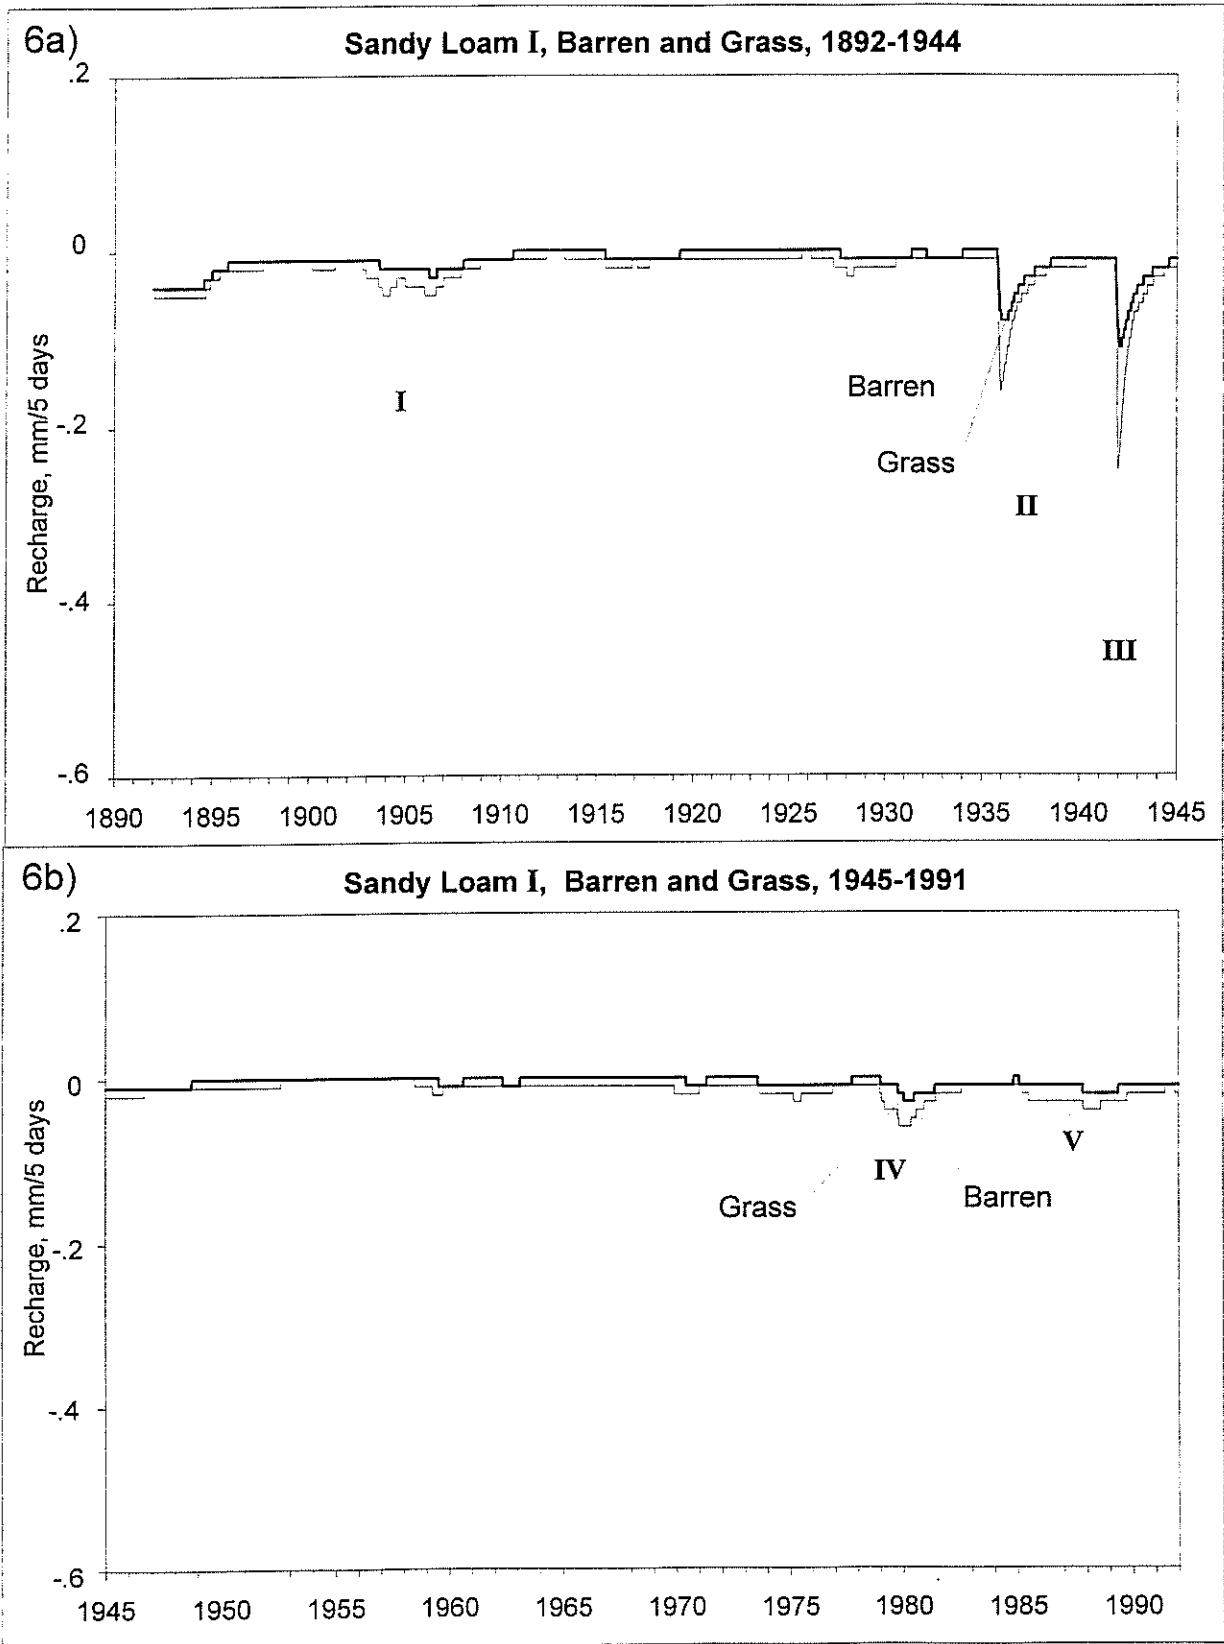 6a)
Sandy Loam I, Barren and Grass, 1892-1944
.2
0
-.2
-.4
-.6
Recharge, mm/5 days
I
Barren
Grass
II
III
1890 1895 1900 1905 1910 1915 1920 1925 1930 1935 1940 1945
6b)
Sandy Loam I, Barren and Grass, 1945-1991
.2
0
-.2
-.4
-.6
Recharge, mm/5 days
V
IV
Grass
Barren
1945 1950 1955 1960 1965 1970 1975 1980 1985 1990